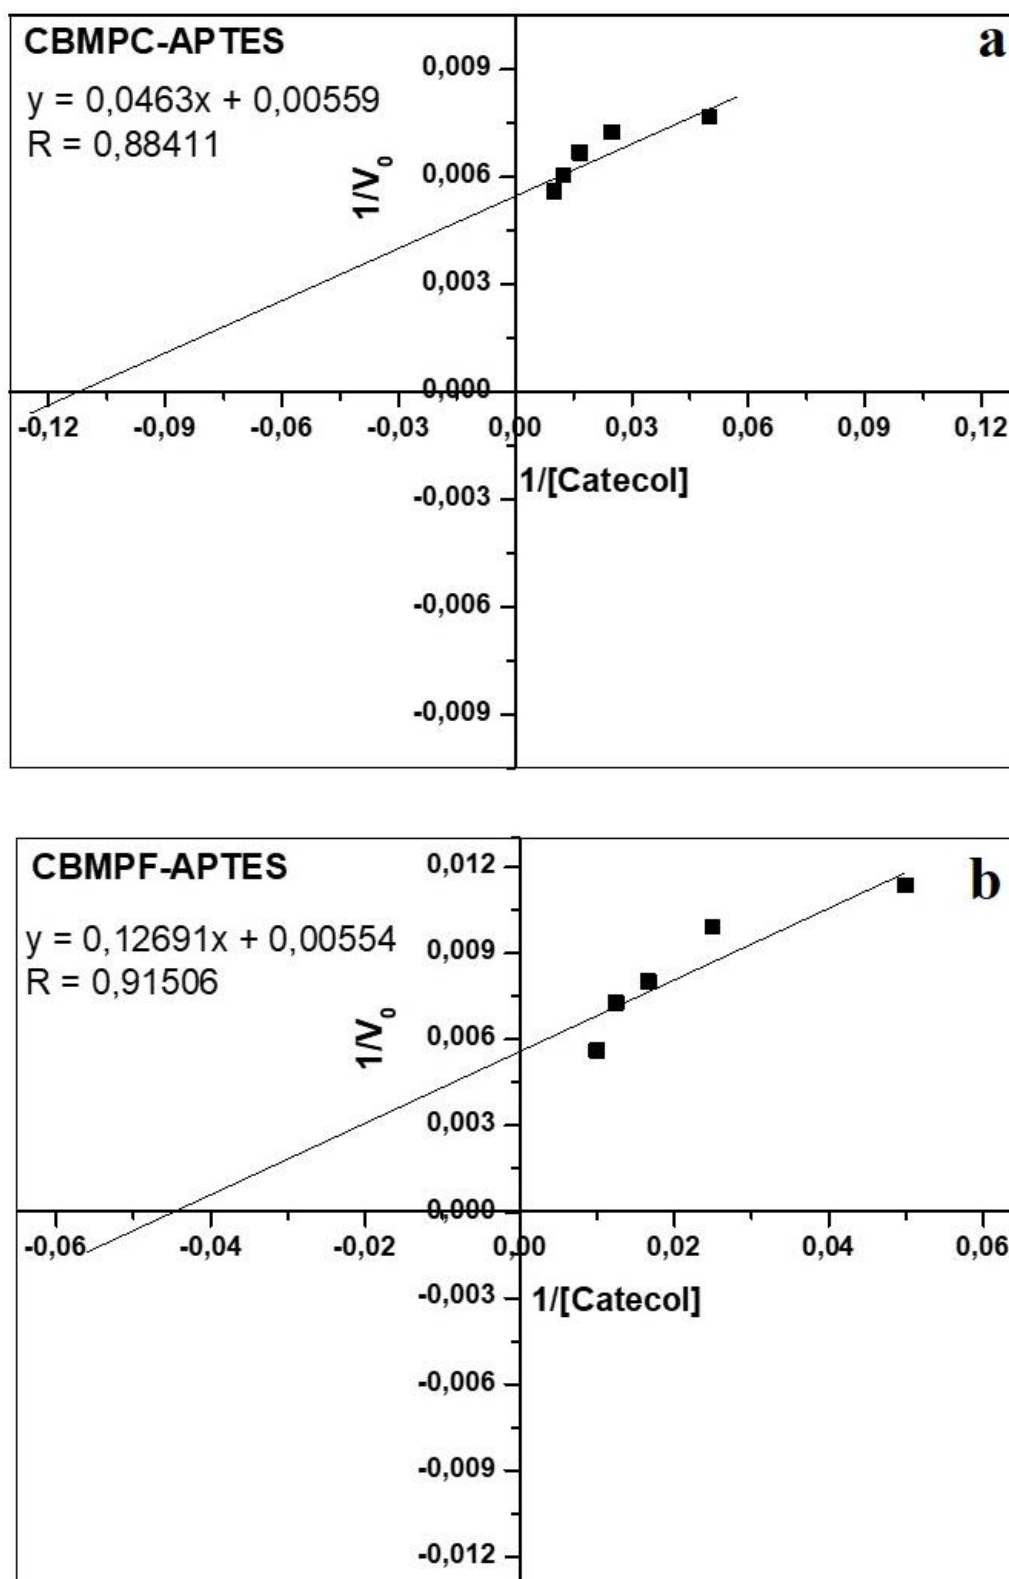 CBMPC-APTES
a
y = 0,0463x + 0,00559
R = 0,88411
1/V0
0,009
0,006
0,003
0,000
-0,003
-0,006
-0,009
-0,12 -0,09 -0,06 -0,03 0,00 0,03 0,06 0,09 0,12
1/[Catecol]
CBMPF-APTES
b
y = 0,12691x + 0,00554
R = 0,91506
1/V0
0,012
0,009
0,006
0,003
0,000
-0,003
-0,006
-0,009
-0,012
-0,06 -0,04 -0,02 0,00 0,02 0,04 0,06
1/[Catecol]